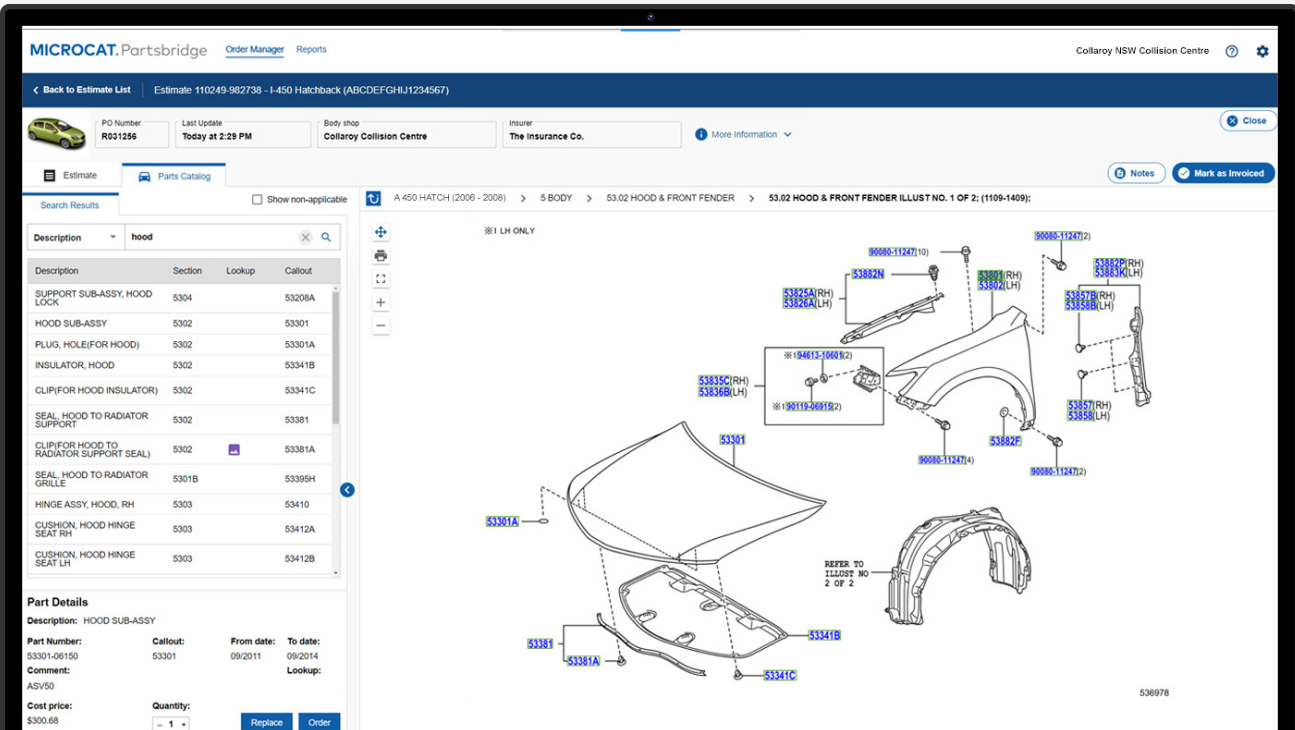 MICROCAT. Partsbridge
Order Manager
Reports
Collaroy NSW Collision Centre
Back to Estimate List
Estimate 110249-982738 - I-450 Hatchback (ABCDEFGHIJ1234567)
PO Number
R031256
Last Update
Today at 2:29 PM
Body shop
Collaroy Collision Centre
Insurer
The Insurance Co.
More Information
Close
Estimate
Parts Catalog
Notes
Mark as Invoiced
Search Results
Show non-applicable
A 450 HATCH (2006 - 2008) > 5 BODY > 53.02 HOOD & FRONT FENDER > 53.02 HOOD & FRONT FENDER ILLUST NO. 1 OF 2; (1109-1409);
Description hood
Description Section Lookup Callout
SUPPORT SUB-ASSY, HOOD LOCK 5304 53208A
HOOD SUB-ASSY 5302 53301
PLUG, HOLE(FOR HOOD) 5302 53301A
INSULATOR, HOOD 5302 53341B
CLIP(FOR HOOD INSULATOR) 5302 53341C
SEAL, HOOD TO RADIATOR SUPPORT 5302 53381
CLIP(FOR HOOD TO RADIATOR SUPPORT SEAL) 5302 53381A
SEAL, HOOD TO RADIATOR GRILLE 5301B 53395H
HINGE ASSY, HOOD, RH 5303 53410
CUSHION, HOOD HINGE SEAT RH 5303 53412A
CUSHION, HOOD HINGE SEAT LH 5303 53412B
Part Details
Description: HOOD SUB-ASSY
Part Number: Callout: From date: To date:
53301-06150 53301 09/2011 09/2014
Comment: Lookup:
ASV50
Cost price: Quantity:
$300.68 - 1 + Replace Order
※1 LH ONLY
90080-11247(10)
90080-11247(2)
53882N
53801(RH)
53802(LH)
53882P(RH)
53883K(LH)
53825A(RH)
53826A(LH)
53857B(RH)
53858B(LH)
※1 94613-10601(2)
53835C(RH)
53836B(LH)
※1 90119-06915(2)
53857(RH)
53858(LH)
53301
53882F
90080-11247(4)
90080-11247(2)
53301A
REFER TO
ILLUST NO
2 OF 2
53341B
53381
53381A
53341C
536978